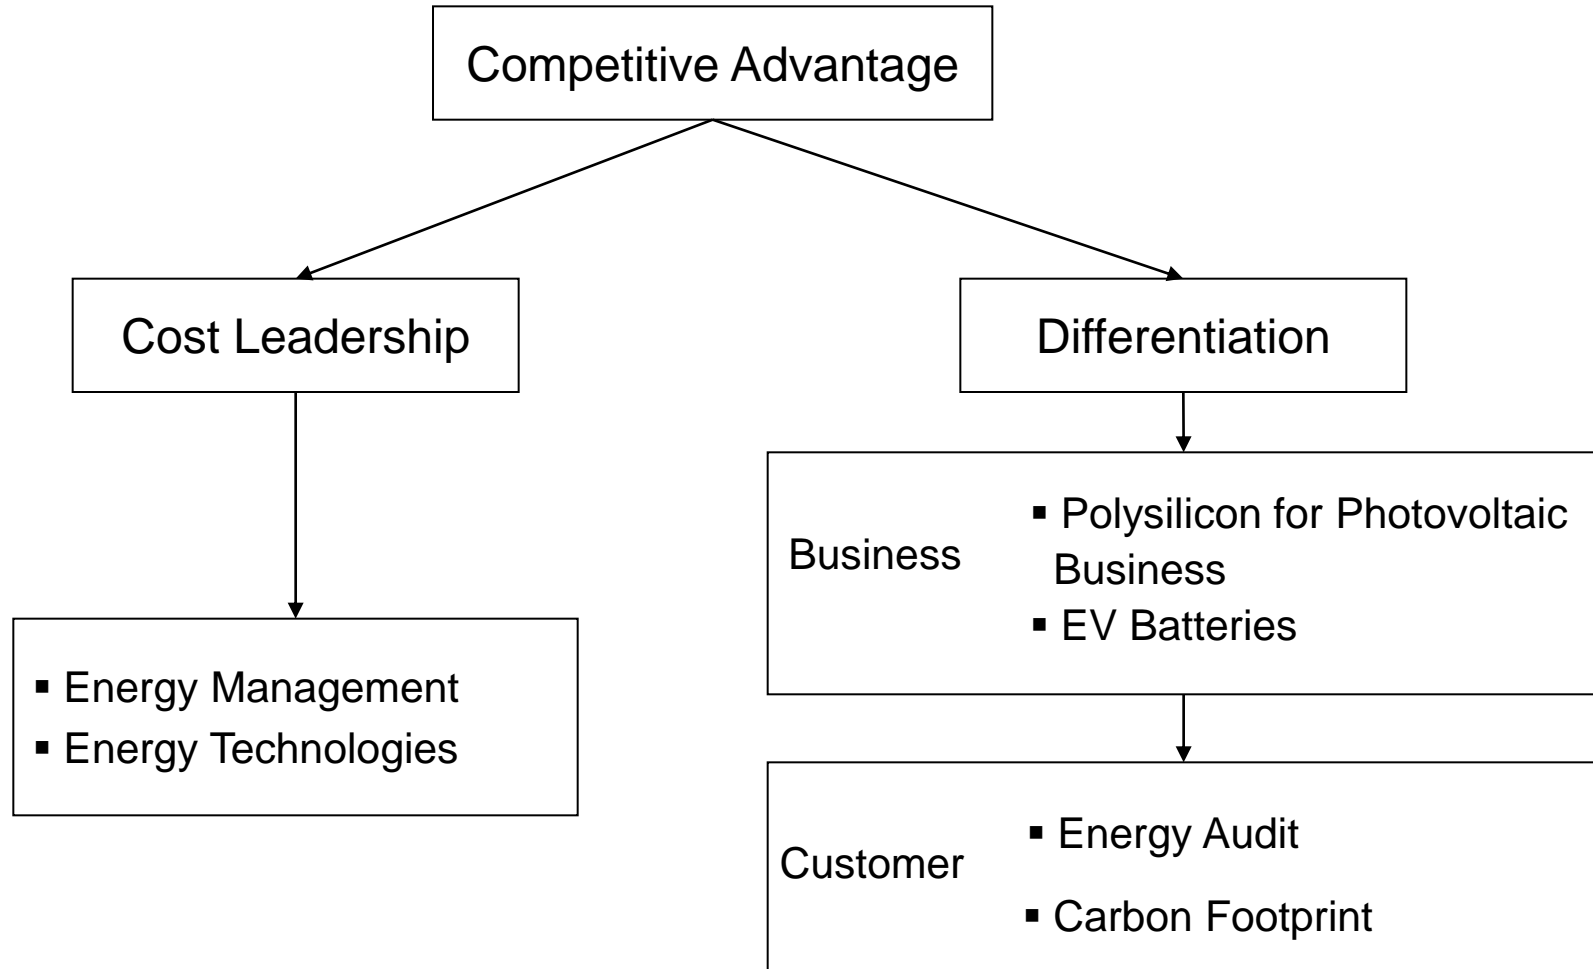 Competitive Advantage
Cost Leadership
Differentiation
▪ Energy Management
▪ Energy Technologies
Business
▪ Polysilicon for Photovoltaic
Business
▪ EV Batteries
Customer
▪ Energy Audit
▪ Carbon Footprint